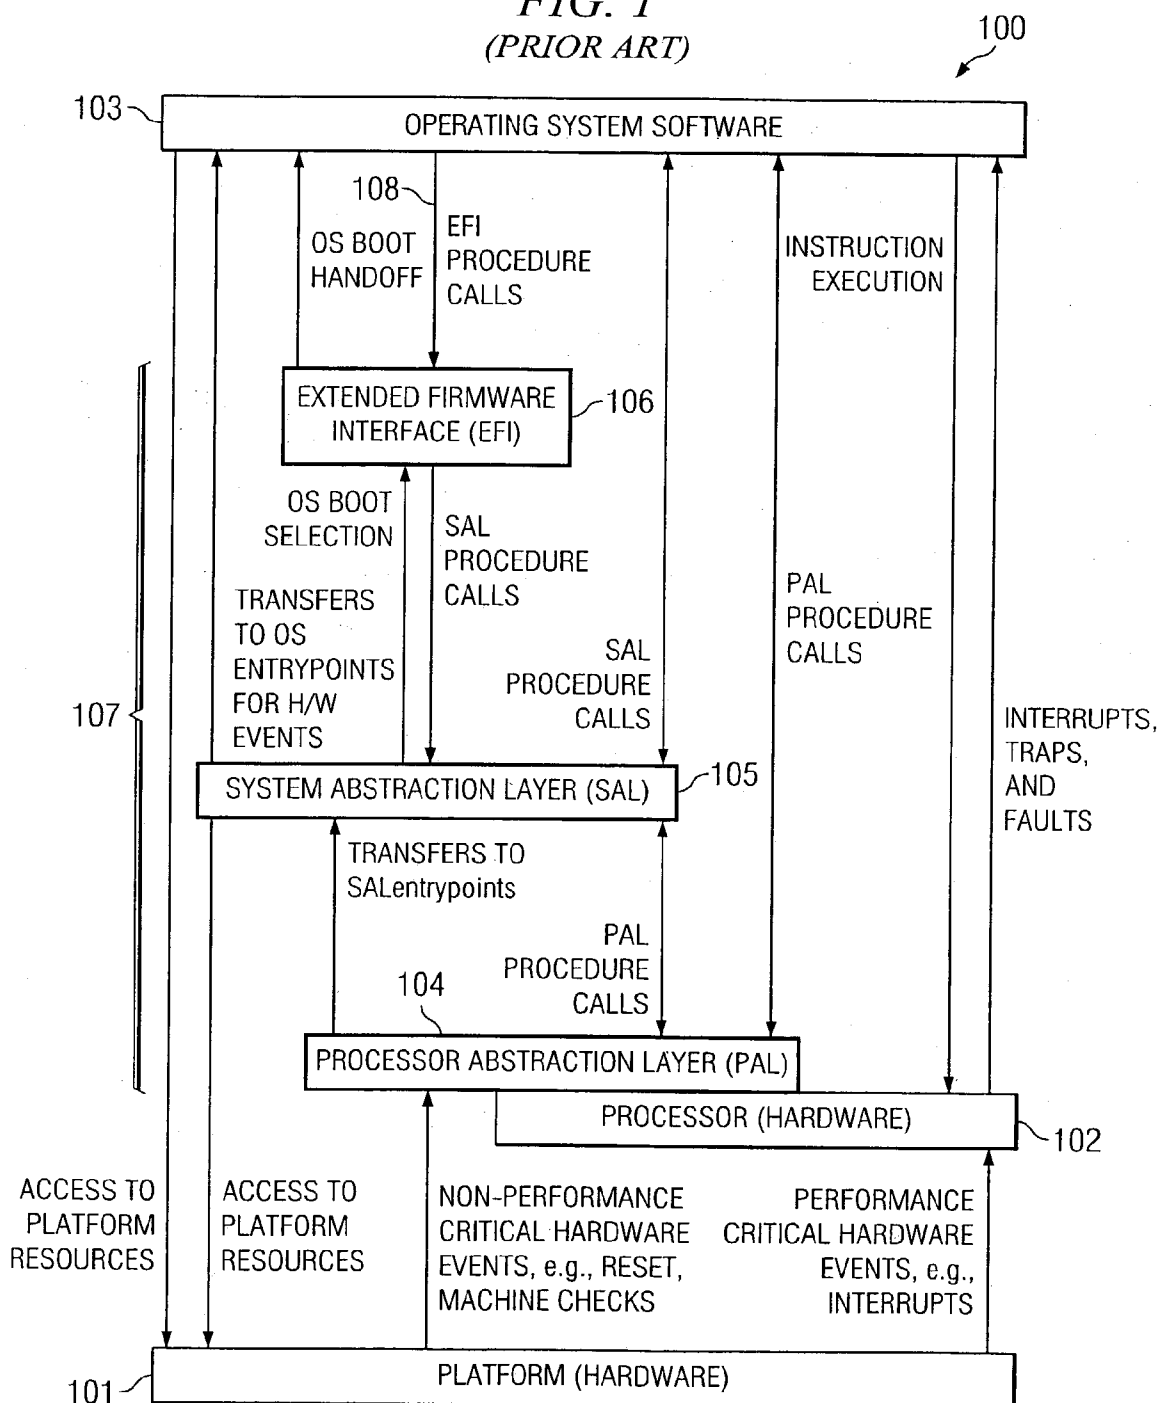 FIG. 1
(PRIOR ART)
100
103
OPERATING SYSTEM SOFTWARE
108
OS BOOT
HANDOFF
EFI
PROCEDURE
CALLS
INSTRUCTION
EXECUTION
EXTENDED FIRMWARE
INTERFACE (EFI)
106
OS BOOT
SELECTION
SAL
PROCEDURE
CALLS
TRANSFERS
TO OS
ENTRYPOINTS
FOR H/W
EVENTS
SAL
PROCEDURE
CALLS
PAL
PROCEDURE
CALLS
107
INTERRUPTS,
TRAPS,
AND
FAULTS
SYSTEM ABSTRACTION LAYER (SAL)
105
TRANSFERS TO
SALentrypoints
PAL
PROCEDURE
CALLS
104
PROCESSOR ABSTRACTION LAYER (PAL)
PROCESSOR (HARDWARE)
102
ACCESS TO
PLATFORM
RESOURCES
ACCESS TO
PLATFORM
RESOURCES
NON-PERFORMANCE
CRITICAL HARDWARE
EVENTS, e.g., RESET,
MACHINE CHECKS
PERFORMANCE
CRITICAL HARDWARE
EVENTS, e.g.,
INTERRUPTS
101
PLATFORM (HARDWARE)